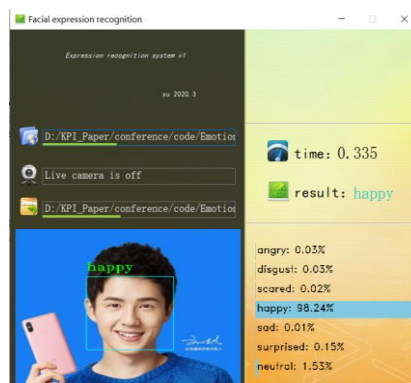 Facial expression recognition
Expression recognition system v1
xu 2020.3
D:/KPI_Paper/conference/code/Emotion
Live camera is off
D:/KPI_Paper/conference/code/Emotion
time: 0.335
result: happy
happy
angry: 0.03%
disgust: 0.03%
scared: 0.02%
happy: 98.24%
sad: 0.01%
surprised: 0.15%
neutral: 1.53%